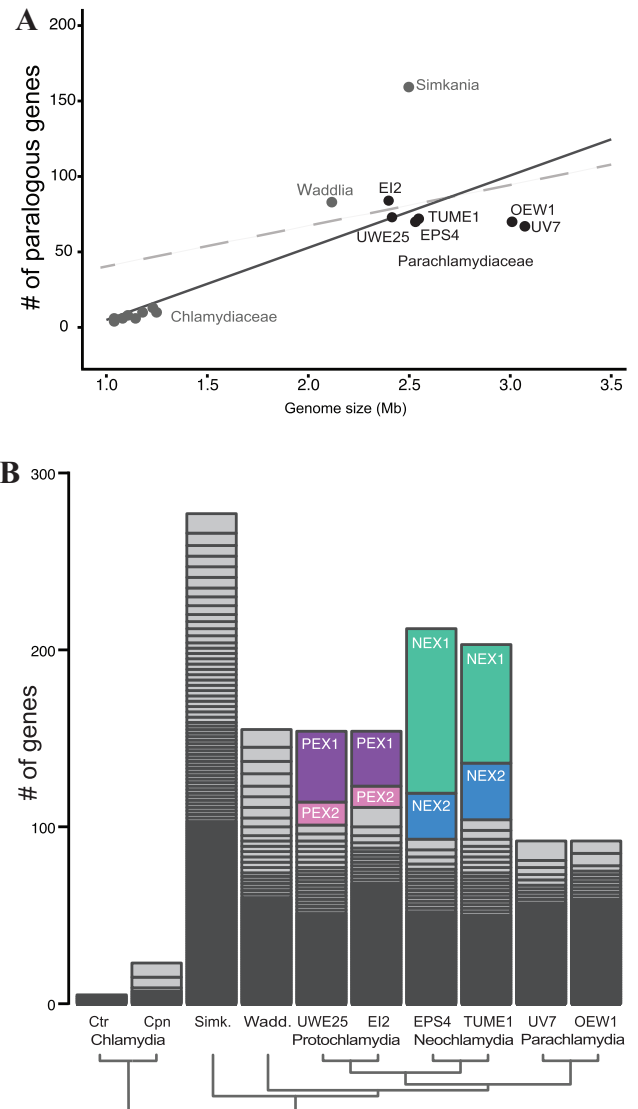 A
200
150
100
50
0
# of paralogous genes
Simkania
Waddlia
EI2
UWE25
TUME1
EPS4
OEW1
UV7
Parachlamydiaceae
Chlamydiaceae
1.0 1.5 2.0 2.5 3.0 3.5
Genome size (Mb)
B
300
200
100
0
# of genes
PEX1
PEX2
PEX1
PEX2
NEX1
NEX2
NEX1
NEX2
Ctr Cpn Simk. Wadd. UWE25 EI2 EPS4 TUME1 UV7 OEW1
Chlamydia Protochlamydia Neochlamydia Parachlamydia